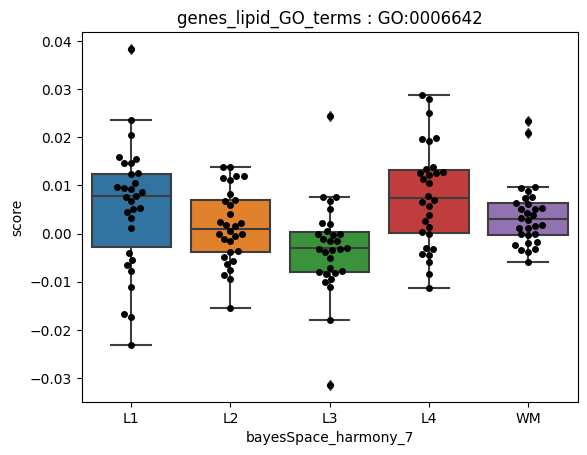 genes_lipid_GO_terms : GO:0006642
0.04
0.03
0.02
0.01
0.00
−0.01
−0.02
−0.03
score
L1 L2 L3 L4 WM
bayesSpace_harmony_7